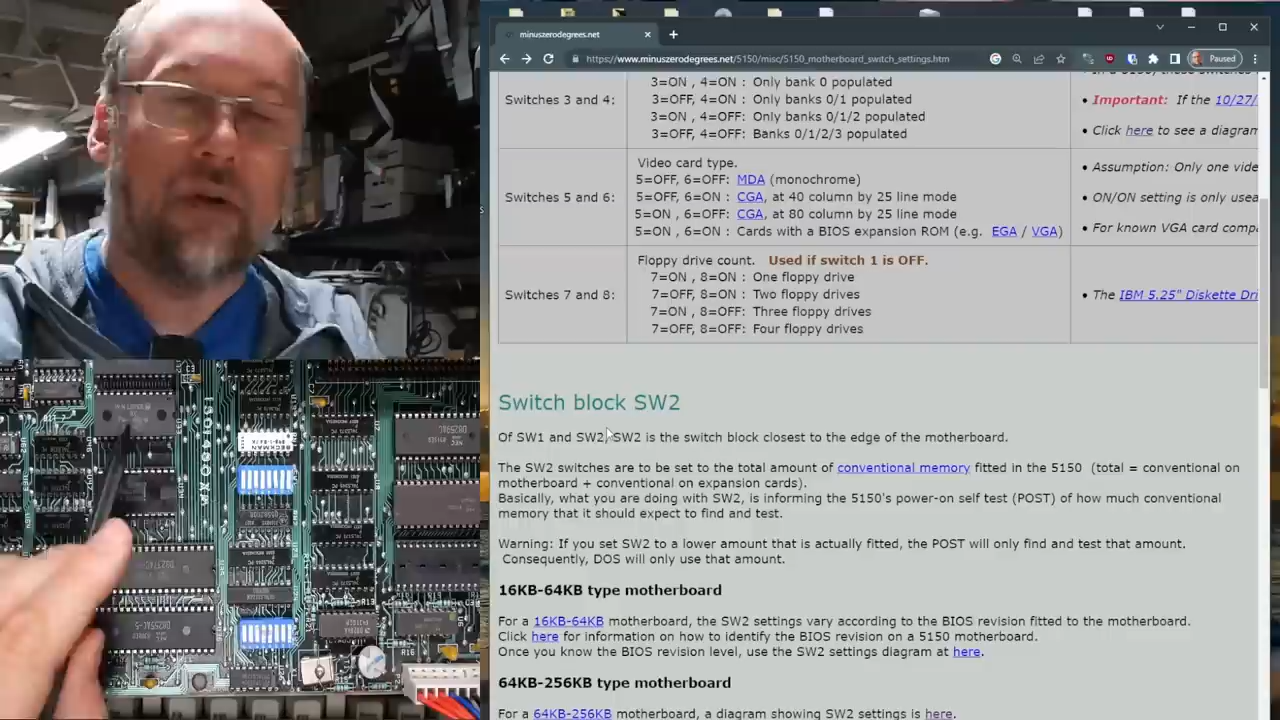 minuszerodegrees.net
https://www.minuszerodegrees.net/5150/misc/5150_motherboard_switch_settings.htm
Paused
3=ON , 4=ON : Only bank 0 populated
Switches 3 and 4:
3=OFF, 4=ON : Only banks 0/1 populated
3=ON , 4=OFF: Only banks 0/1/2 populated
3=OFF, 4=OFF: Banks 0/1/2/3 populated
• Important: If the 10/27/
• Click here to see a diagram
Video card type.
5=OFF, 6=OFF: MDA (monochrome)
Switches 5 and 6:
5=OFF, 6=ON : CGA, at 40 column by 25 line mode
5=ON , 6=OFF: CGA, at 80 column by 25 line mode
5=ON , 6=ON : Cards with a BIOS expansion ROM (e.g. EGA / VGA)
• Assumption: Only one vide
• ON/ON setting is only usea
• For known VGA card compa
Floppy drive count. Used if switch 1 is OFF.
7=ON , 8=ON : One floppy drive
Switches 7 and 8:
7=OFF, 8=ON : Two floppy drives
7=ON , 8=OFF: Three floppy drives
7=OFF, 8=OFF: Four floppy drives
• The IBM 5.25" Diskette Dri
Switch block SW2
Of SW1 and SW2, SW2 is the switch block closest to the edge of the motherboard.
The SW2 switches are to be set to the total amount of conventional memory fitted in the 5150 (total = conventional on
motherboard + conventional on expansion cards).
Basically, what you are doing with SW2, is informing the 5150's power-on self test (POST) of how much conventional
memory that it should expect to find and test.
Warning: If you set SW2 to a lower amount that is actually fitted, the POST will only find and test that amount.
Consequently, DOS will only use that amount.
16KB-64KB type motherboard
For a 16KB-64KB motherboard, the SW2 settings vary according to the BIOS revision fitted to the motherboard.
Click here for information on how to identify the BIOS revision on a 5150 motherboard.
Once you know the BIOS revision level, use the SW2 settings diagram at here.
64KB-256KB type motherboard
For a 64KB-256KB motherboard, a diagram showing SW2 settings is here.